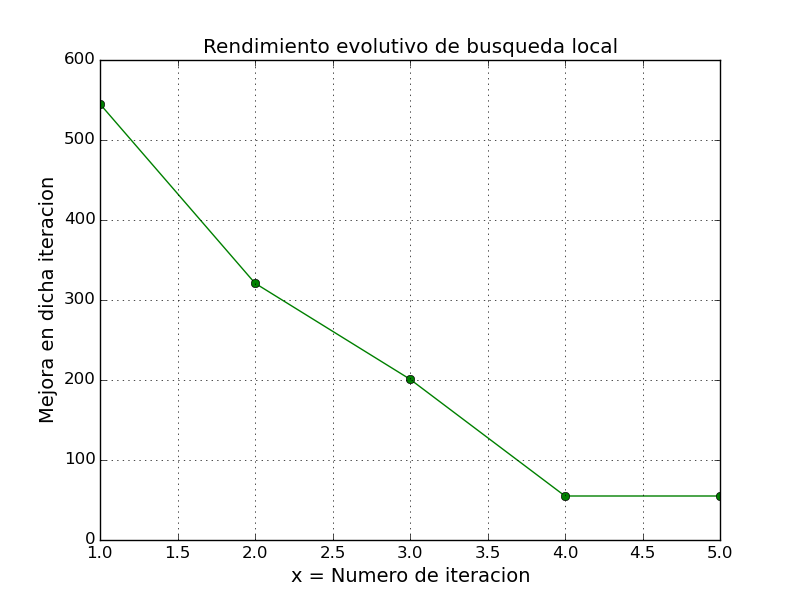 Rendimiento evolutivo de busqueda local
600
500
400
300
200
100
0
Mejora en dicha iteracion
1.0 1.5 2.0 2.5 3.0 3.5 4.0 4.5 5.0
x = Numero de iteracion